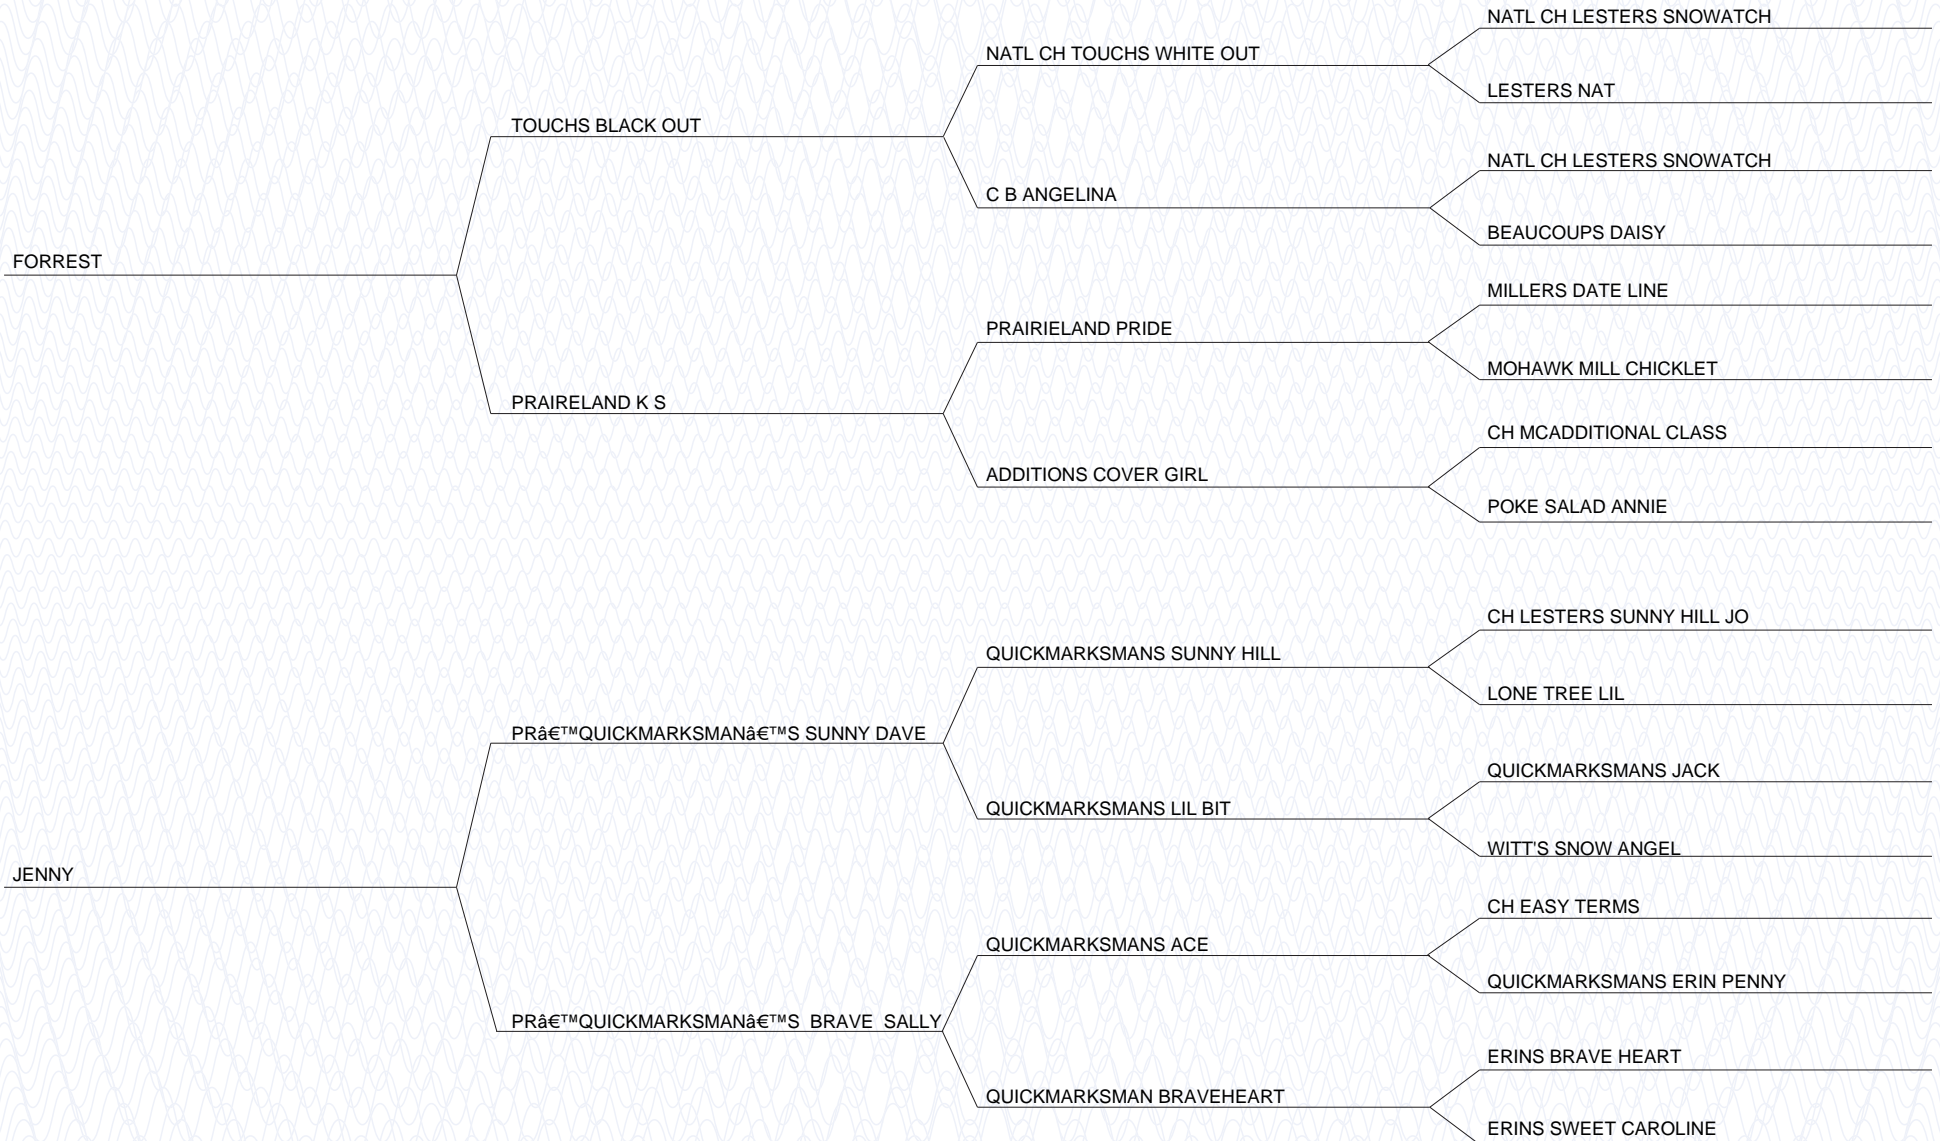 NATL CH LESTERS SNOWATCH
NATL CH TOUCHS WHITE OUT
LESTERS NAT
TOUCHS BLACK OUT
NATL CH LESTERS SNOWATCH
C B ANGELINA
BEAUCOUPS DAISY
FORREST
MILLERS DATE LINE
PRAIRIELAND PRIDE
MOHAWK MILL CHICKLET
PRAIRELAND K S
CH MCADDITIONAL CLASS
ADDITIONS COVER GIRL
POKE SALAD ANNIE
CH LESTERS SUNNY HILL JO
QUICKMARKSMANS SUNNY HILL
LONE TREE LIL
PRâ€™QUICKMARKSMANâ€™S SUNNY DAVE
QUICKMARKSMANS JACK
QUICKMARKSMANS LIL BIT
WITT'S SNOW ANGEL
JENNY
CH EASY TERMS
QUICKMARKSMANS ACE
QUICKMARKSMANS ERIN PENNY
PRâ€™QUICKMARKSMANâ€™S BRAVE SALLY
ERINS BRAVE HEART
QUICKMARKSMAN BRAVEHEART
ERINS SWEET CAROLINE